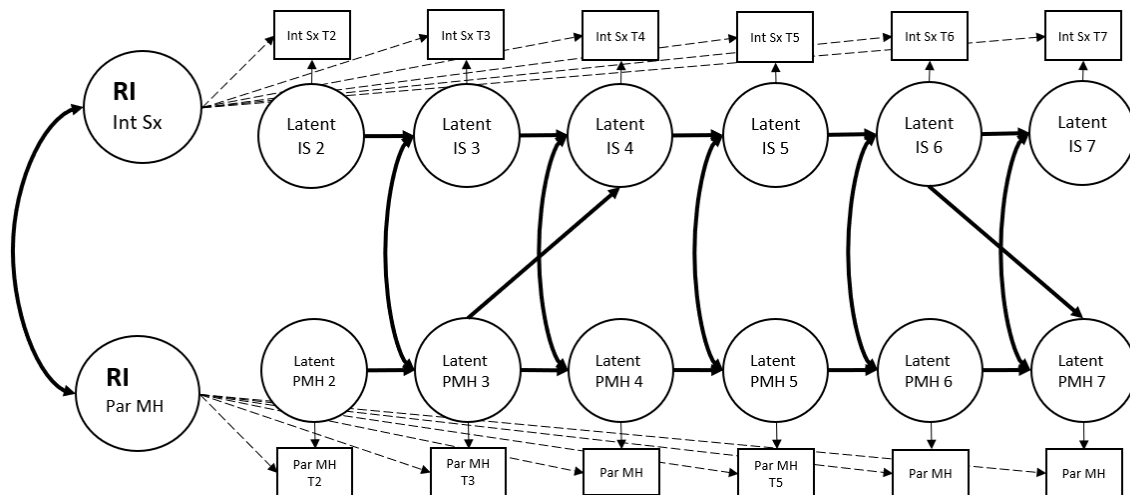 Int Sx T2
Int Sx T3
Int Sx T4
Int Sx T5
Int Sx T6
Int Sx T7
RI
Int Sx
Latent
IS 2
Latent
IS 3
Latent
IS 4
Latent
IS 5
Latent
IS 6
Latent
IS 7
RI
Par MH
Latent
PMH 2
Latent
PMH 3
Latent
PMH 4
Latent
PMH 5
Latent
PMH 6
Latent
PMH 7
Par MH
T2
Par MH
T3
Par MH
Par MH
T5
Par MH
Par MH